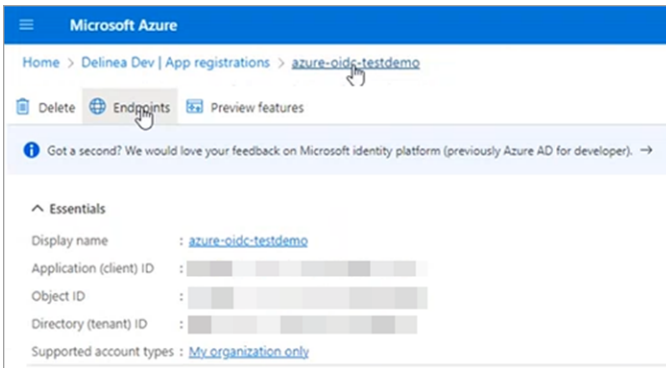 Microsoft Azure
Home > Delinea Dev | App registrations > azure-oidc-testdemo
Delete Endpoints Preview features
Got a second? We would love your feedback on Microsoft identity platform (previously Azure AD for developer). →
Essentials
Display name : azure-oidc-testdemo
Application (client) ID :
Object ID :
Directory (tenant) ID :
Supported account types : My organization only